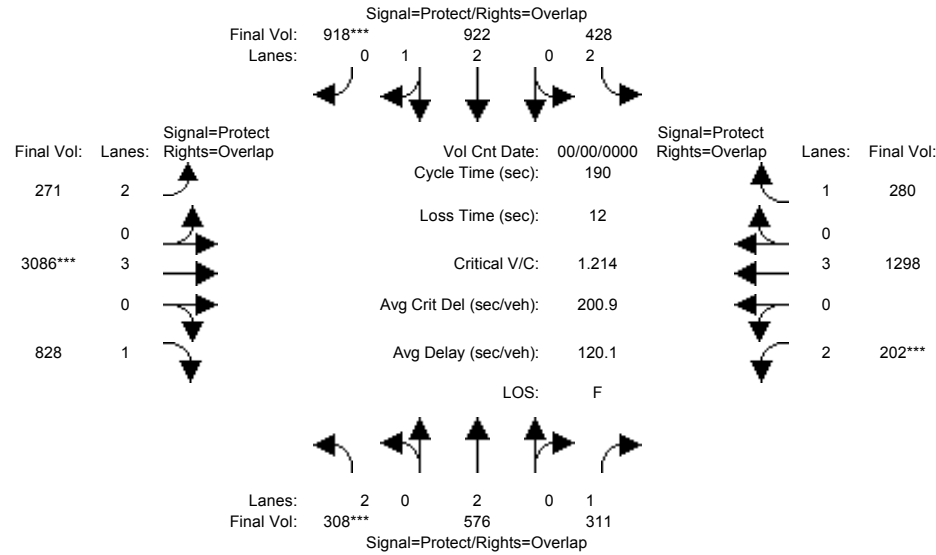 Signal=Protect/Rights=Overlap
Final Vol: 918*** 922 428
Lanes: 0 1 2 0 2
Signal=Protect Signal=Protect
Final Vol: Lanes: Rights=Overlap Vol Cnt Date: 00/00/0000 Rights=Overlap Lanes: Final Vol:
Cycle Time (sec): 190
271 2 1 280
Loss Time (sec): 12
0 0
3086*** 3 Critical V/C: 1.214 3 1298
0 Avg Crit Del (sec/veh): 200.9 0
828 1 Avg Delay (sec/veh): 120.1 2 202***
LOS: F
Lanes: 2 0 2 0 1
Final Vol: 308*** 576 311
Signal=Protect/Rights=Overlap